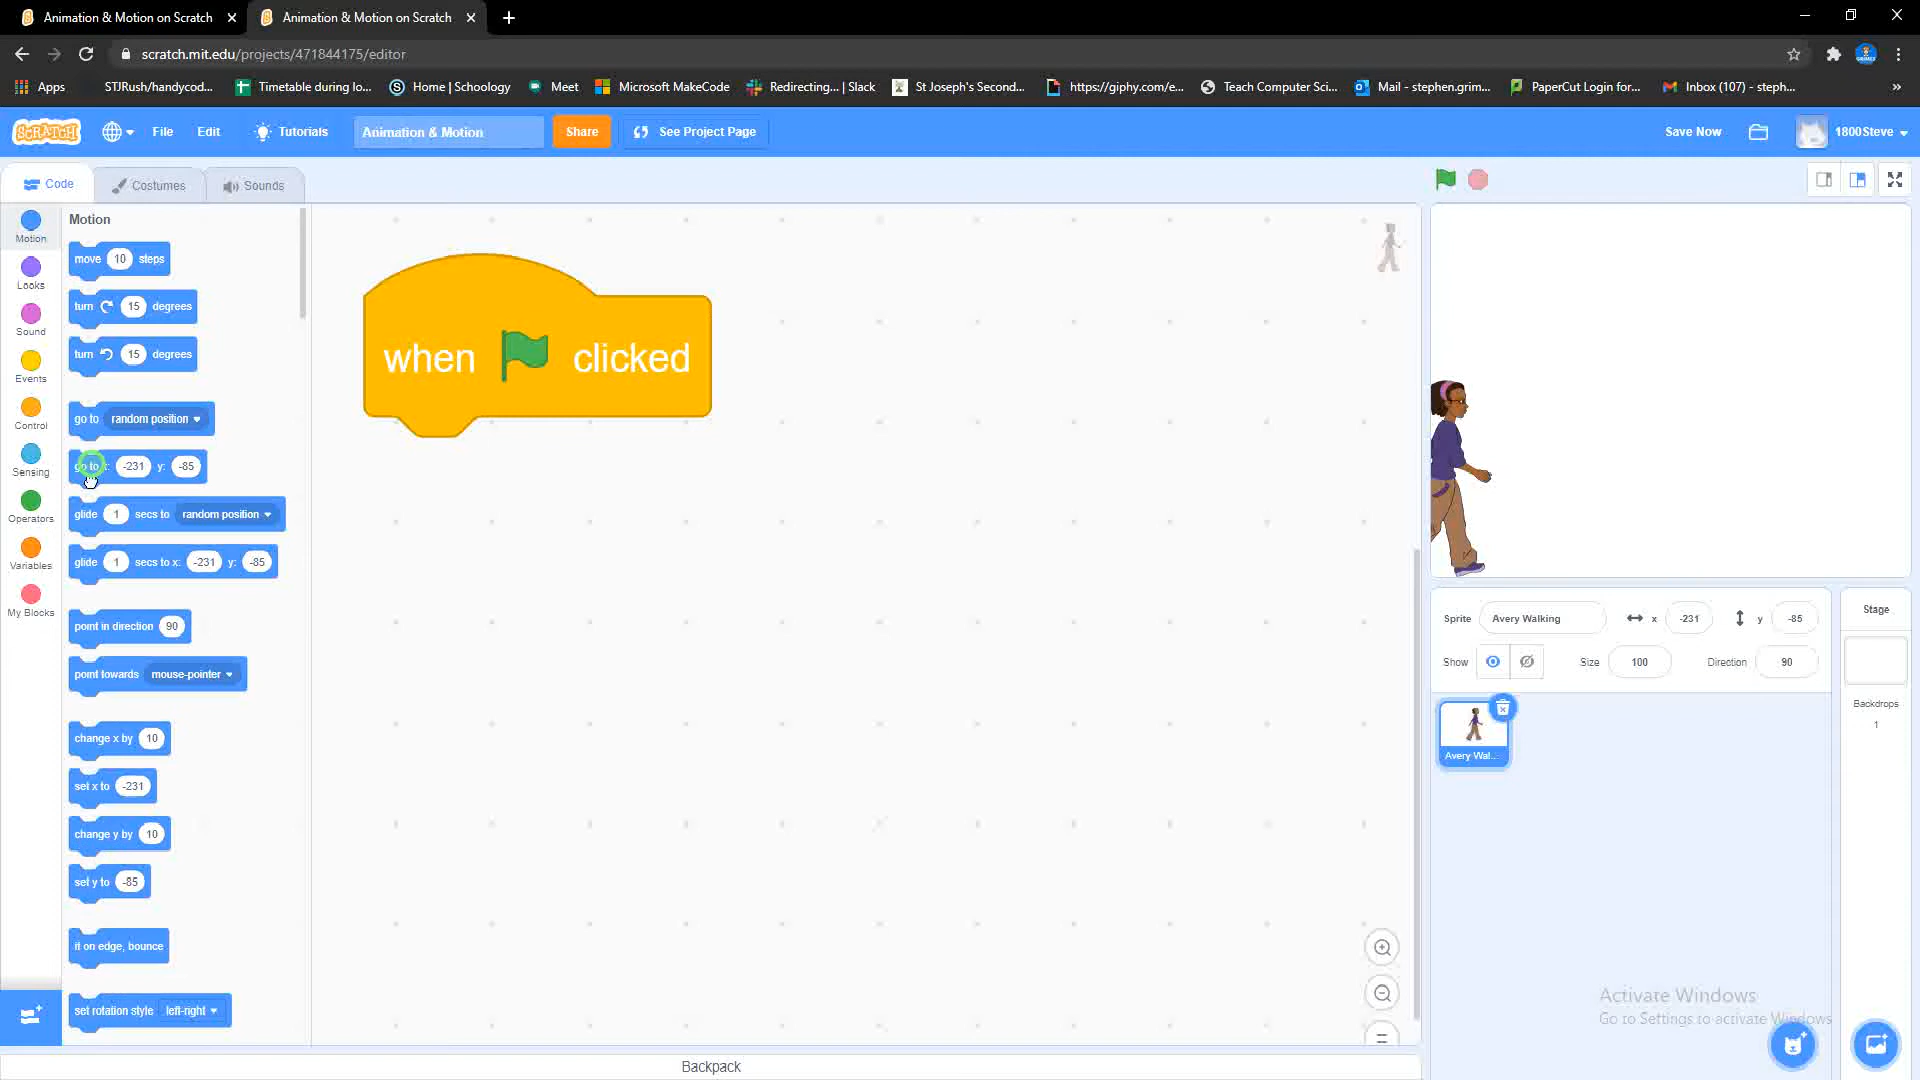 Animation & Motion on Scratch
Animation & Motion on Scratch
scratch.mit.edu/projects/471844175/editor
Apps
STJRush/handycod...
Timetable during lo...
Home | Schoology
Meet
Microsoft MakeCode
Redirecting... | Slack
St Joseph's Second...
https://giphy.com/e...
Teach Computer Sci...
Mail - stephen.grim...
PaperCut Login for...
Inbox (107) - steph...
SCRATCH
File
Edit
Tutorials
Animation & Motion
Share
See Project Page
Save Now
1800Steve
Code
Costumes
Sounds
Motion
Looks
Sound
Events
Control
Sensing
Operators
Variables
My Blocks
Motion
move 10 steps
turn 15 degrees
turn 15 degrees
go to random position
go to x: -231 y: -85
glide 1 secs to random position
glide 1 secs to x: -231 y: -85
point in direction 90
point towards mouse-pointer
change x by 10
set x to -231
change y by 10
set y to -85
if on edge, bounce
set rotation style left-right
when clicked
Sprite Avery Walking x -231 y -85
Show Size 100 Direction 90
Avery Wal...
Stage
Backdrops
1
Activate Windows
Go to Settings to activate Windows
Backpack